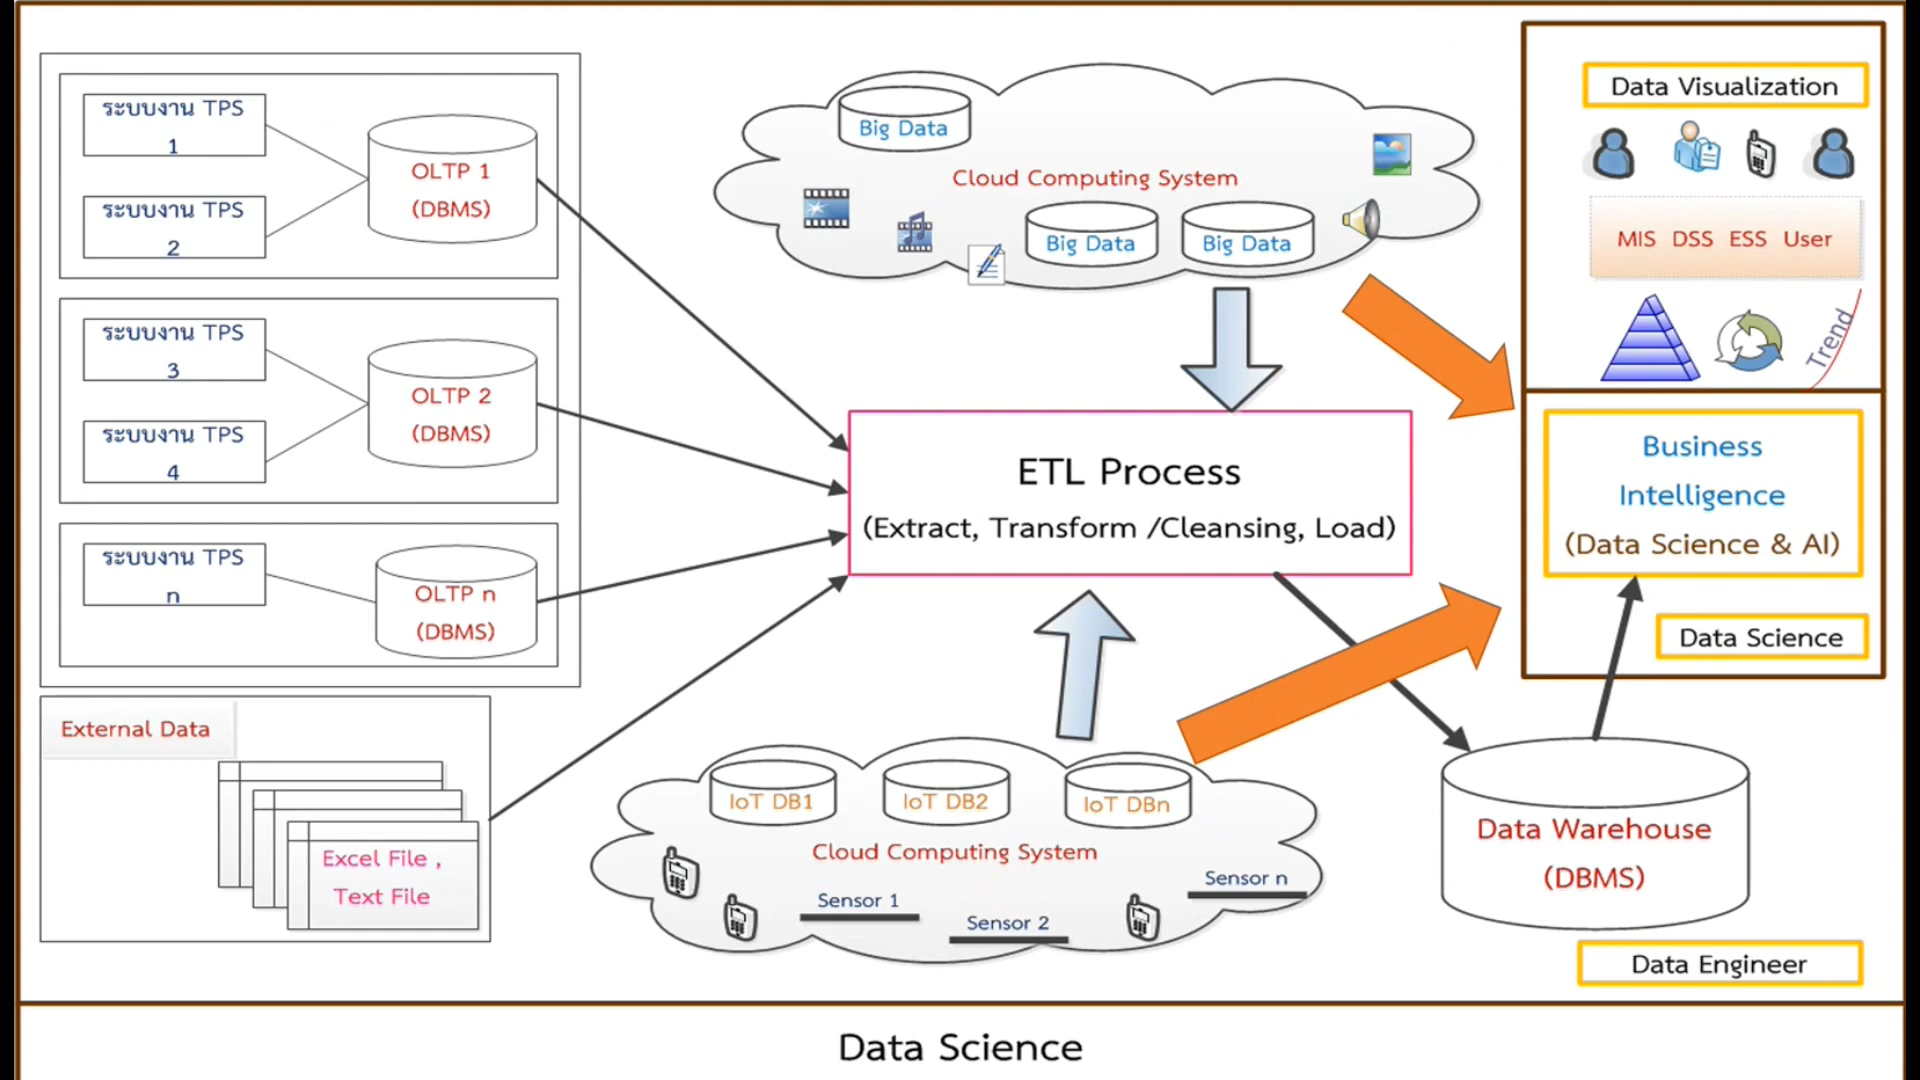 ระบบงาน TPS
1
ระบบงาน TPS
2
OLTP 1
(DBMS)
ระบบงาน TPS
3
ระบบงาน TPS
4
OLTP 2
(DBMS)
ระบบงาน TPS
n
OLTP n
(DBMS)
External Data
Excel File ,
Text File
Big Data
Cloud Computing System
Big Data
Big Data
ETL Process
(Extract, Transform /Cleansing, Load)
IoT DB1
IoT DB2
IoT DBn
Cloud Computing System
Sensor 1
Sensor 2
Sensor n
Data Visualization
MIS DSS ESS User
Trend
Business
Intelligence
(Data Science & AI)
Data Science
Data Warehouse
(DBMS)
Data Engineer
Data Science